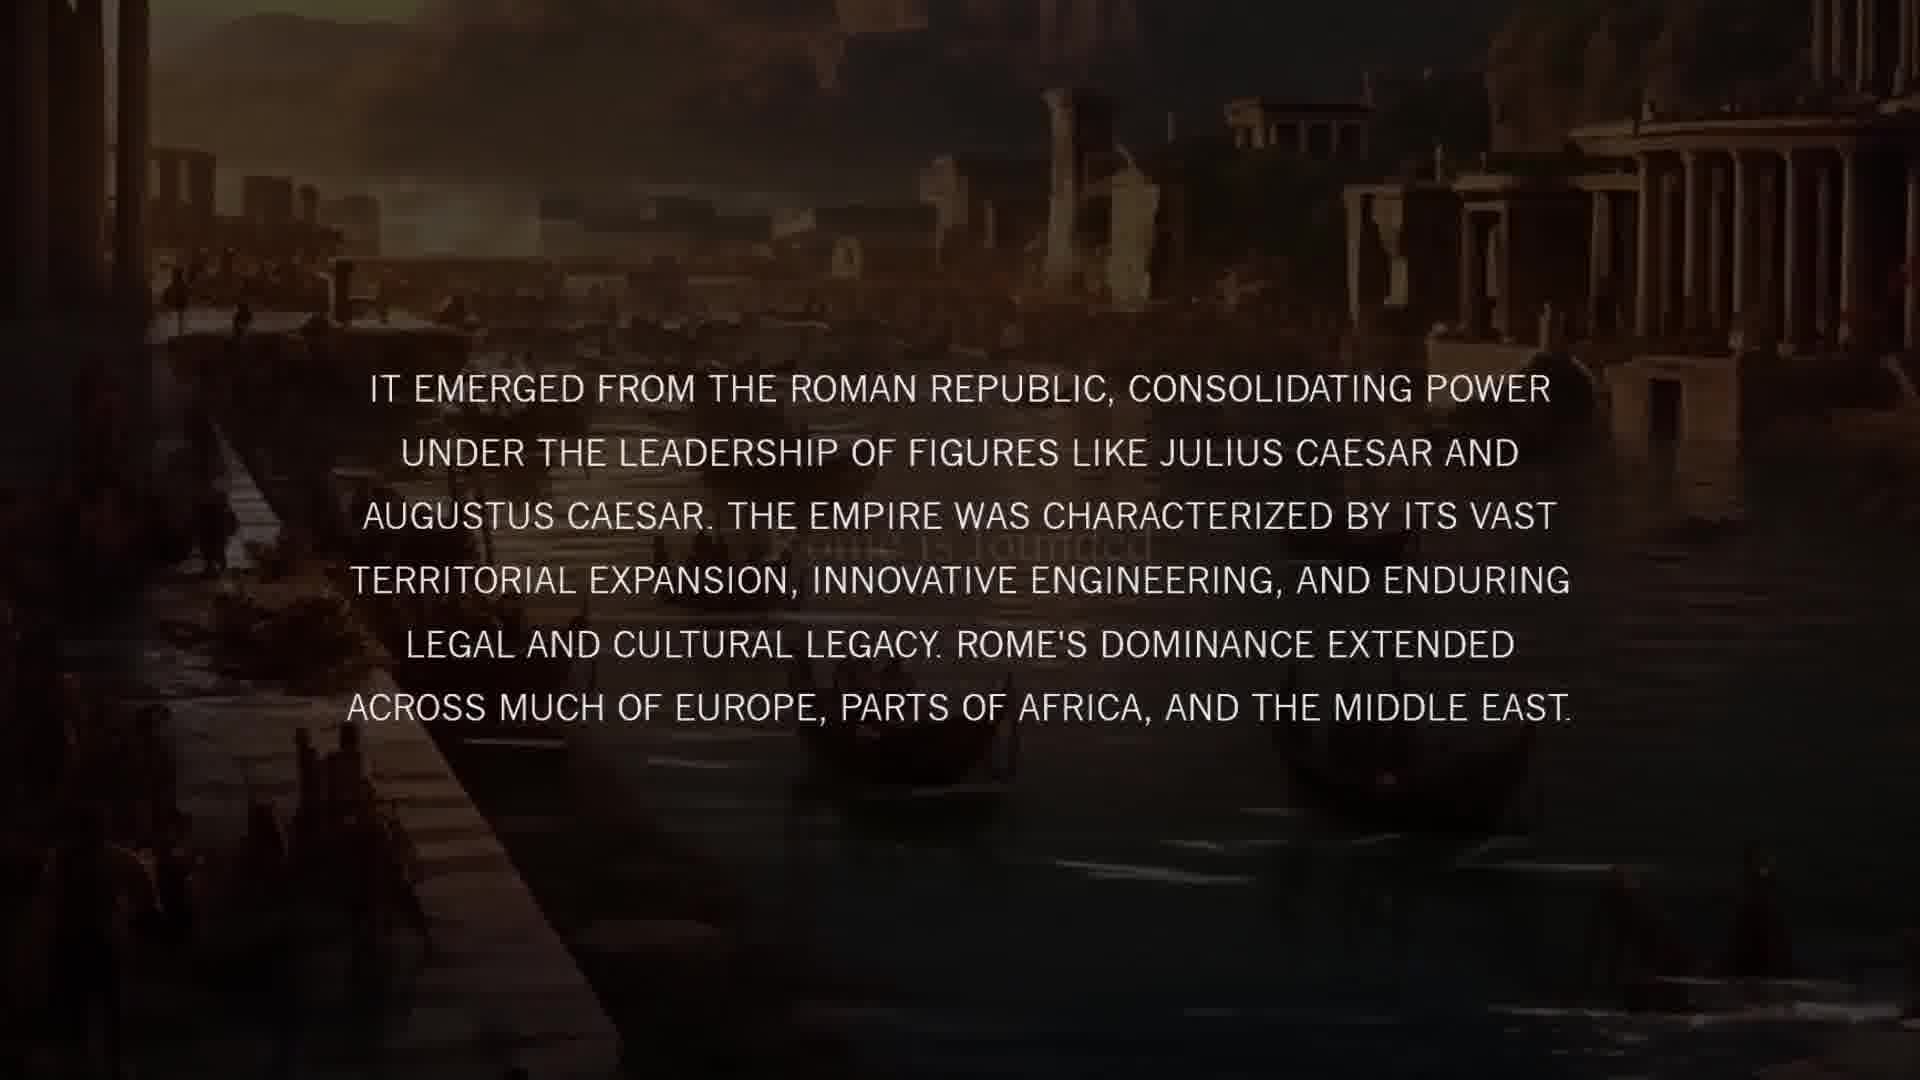 IT EMERGED FROM THE ROMAN REPUBLIC, CONSOLIDATING POWER
UNDER THE LEADERSHIP OF FIGURES LIKE JULIUS CAESAR AND
AUGUSTUS CAESAR. THE EMPIRE WAS CHARACTERIZED BY ITS VAST
Rome is founded
TERRITORIAL EXPANSION, INNOVATIVE ENGINEERING, AND ENDURING
LEGAL AND CULTURAL LEGACY. ROME'S DOMINANCE EXTENDED
ACROSS MUCH OF EUROPE, PARTS OF AFRICA, AND THE MIDDLE EAST.